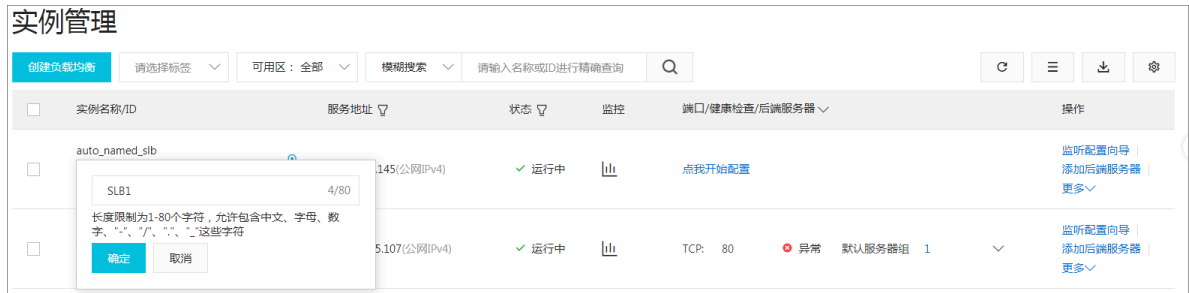 实例管理
创建负载均衡 请选择标签 可用区： 全部 模糊搜索 请输入名称或ID进行精确查询
实例名称/ID 服务地址 状态 监控 端口/健康检查/后端服务器 操作
auto_named_slb
.145(公网IPv4) 运行中 点我开始配置
监听配置向导
添加后端服务器
更多
SLB1 4/80
长度限制为1-80个字符，允许包含中文、字母、数
字、"-"、"/"、"."、"_"这些字符
确定 取消
5.107(公网IPv4) 运行中 TCP: 80 异常 默认服务器组 1
监听配置向导
添加后端服务器
更多